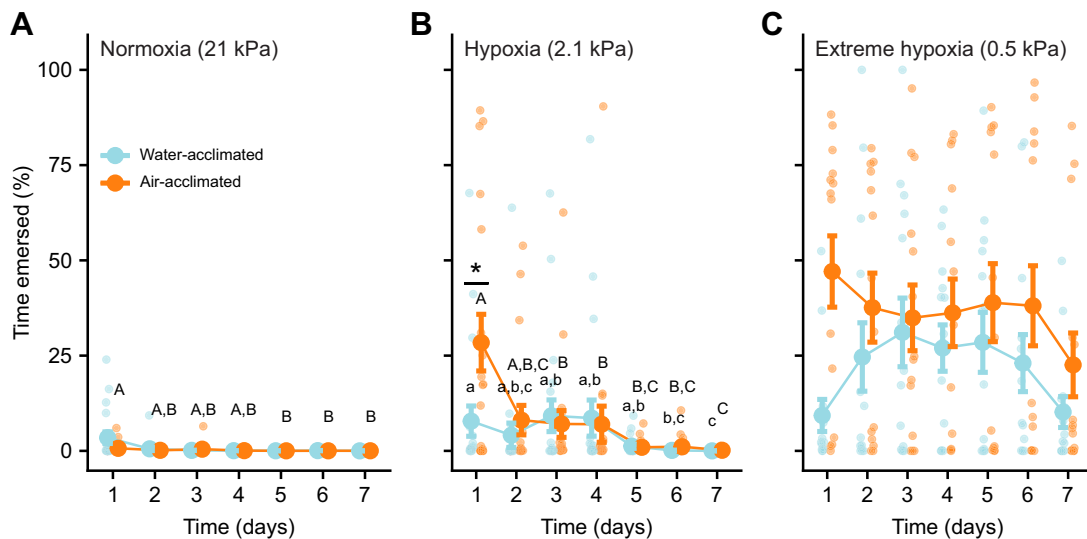 A
Normoxia (21 kPa)
100
75
50
25
0
Time emersed (%)
Water-acclimated
Air-acclimated
A
A,B
A,B
A,B
B
B
B
1 2 3 4 5 6 7
Time (days)
B
Hypoxia (2.1 kPa)
*
A
a
A,B,C
a,b,c
B
a,b
B
a,b
B,C
a,b
B,C
b,c
C
c
1 2 3 4 5 6 7
Time (days)
C
Extreme hypoxia (0.5 kPa)
1 2 3 4 5 6 7
Time (days)